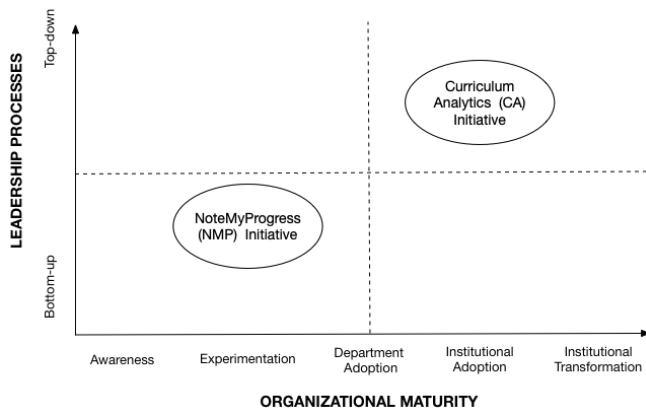 LEADERSHIP PROCESSES
Top-down
Bottom-up
Curriculum
Analytics (CA)
Initiative
NoteMyProgress
(NMP) Initiative
Awareness
Experimentation
Department
Adoption
Institutional
Adoption
Institutional
Transformation
ORGANIZATIONAL MATURITY